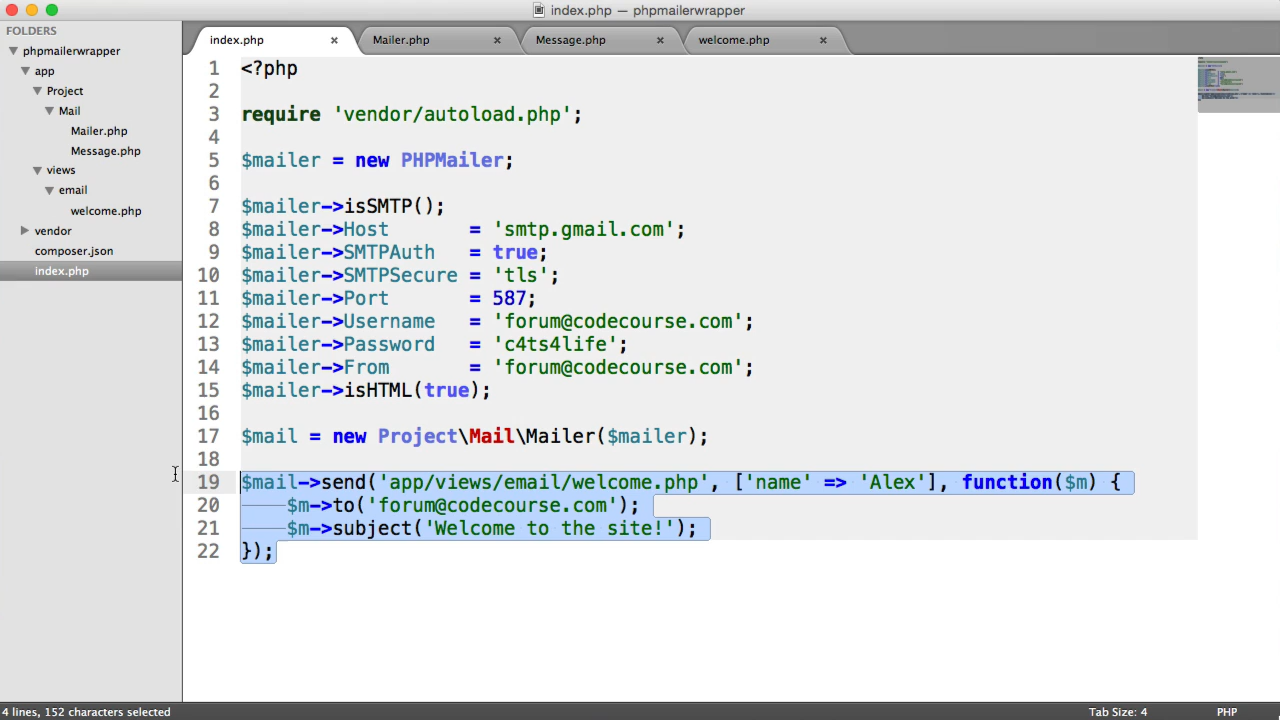 index.php — phpmailerwrapper
FOLDERS
phpmailerwrapper
app
Project
Mail
Mailer.php
Message.php
views
email
welcome.php
vendor
composer.json
index.php
index.php × Mailer.php × Message.php × welcome.php ×
1 <?php
2
3 require 'vendor/autoload.php';
4
5 $mailer = new PHPMailer;
6
7 $mailer->isSMTP();
8 $mailer->Host = 'smtp.gmail.com';
9 $mailer->SMTPAuth = true;
10 $mailer->SMTPSecure = 'tls';
11 $mailer->Port = 587;
12 $mailer->Username = 'forum@codecourse.com';
13 $mailer->Password = 'c4ts4life';
14 $mailer->From = 'forum@codecourse.com';
15 $mailer->isHTML(true);
16
17 $mail = new Project\Mail\Mailer($mailer);
18
19 $mail->send('app/views/email/welcome.php', ['name' => 'Alex'], function($m) {
20 $m->to('forum@codecourse.com');
21 $m->subject('Welcome to the site!');
22 });
4 lines, 152 characters selected
Tab Size: 4 PHP